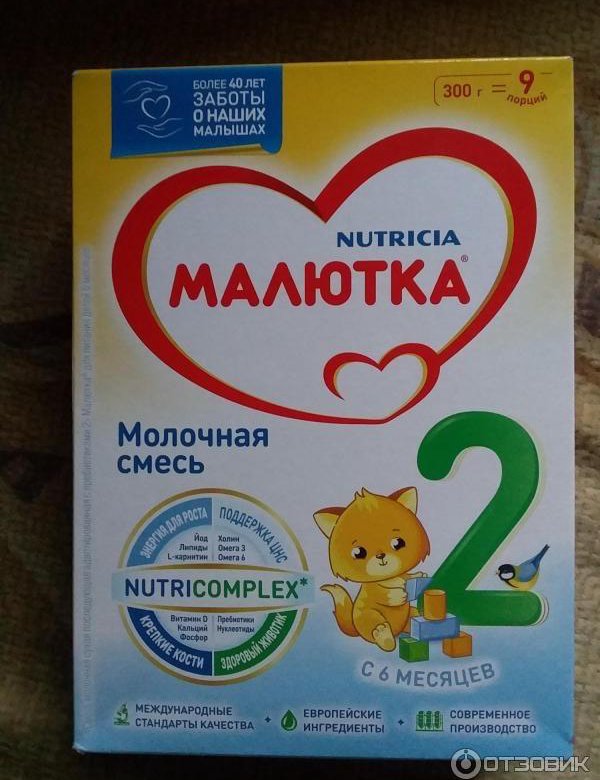 БОЛЕЕ 40 ЛЕТ
ЗАБОТЫ
О НАШИХ
МАЛЫШАХ
300 г = 9
порций
NUTRICIA
МАЛЮТКА®
Молочная
смесь
2
ЭНЕРГИЯ ДЛЯ РОСТА
Йод
Липиды
L-карнитин
ПОДДЕРЖКА ЦНС
Холин
Омега 3
Омега 6
NUTRICOMPLEX*
Витамин D
Кальций
Фосфор
КРЕПКИЕ КОСТИ
Пребиотики
Нуклеотиды
ЗДОРОВЫЙ ЖИВОТИК
С 6 МЕСЯЦЕВ
МЕЖДУНАРОДНЫЕ
СТАНДАРТЫ КАЧЕСТВА
+
ЕВРОПЕЙСКИЕ
ИНГРЕДИЕНТЫ
+
СОВРЕМЕННОЕ
ПРОИЗВОДСТВО
ОТЗОВИК